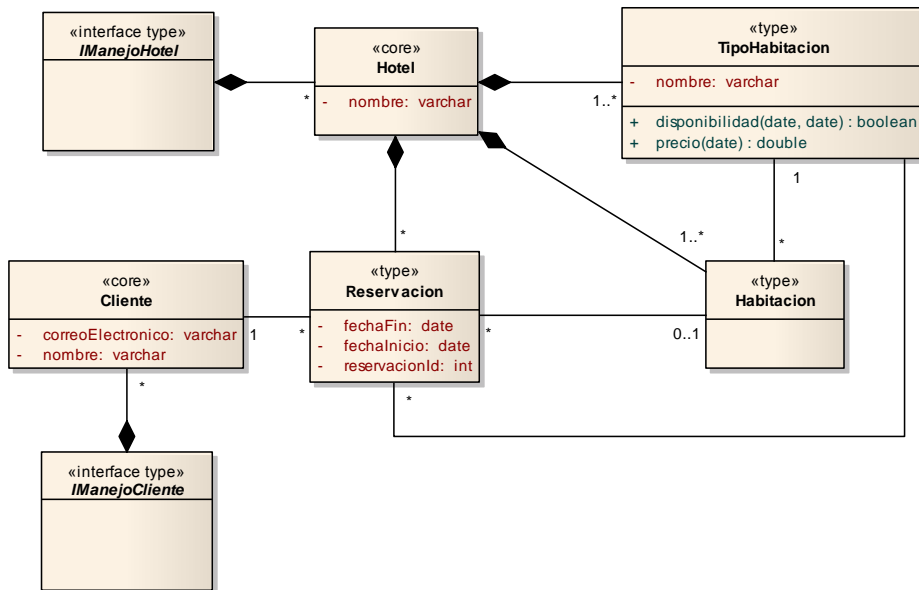 «interface type»
IManejoHotel
«core»
Hotel
- nombre: varchar
*
«type»
TipoHabitacion
- nombre: varchar
+ disponibilidad(date, date) : boolean
+ precio(date) : double
1..*
1
*
1..*
*
«core»
Cliente
- correoElectronico: varchar
- nombre: varchar
1
*
*
«type»
Reservacion
- fechaFin: date
- fechaInicio: date
- reservacionId: int
*
*
0..1
«type»
Habitacion
«interface type»
IManejoCliente